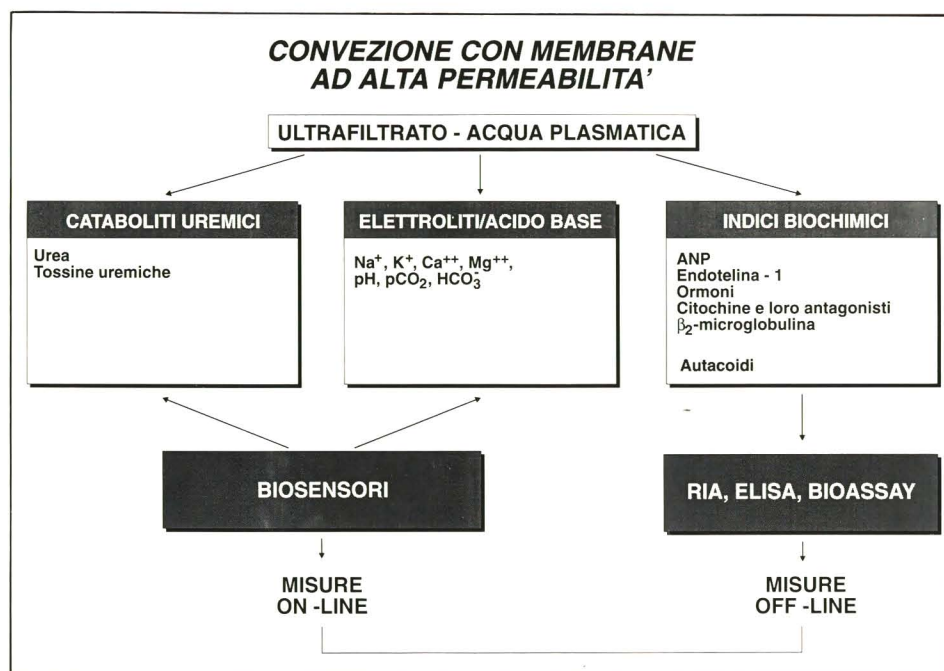 CONVEZIONE CON MEMBRANE
AD ALTA PERMEABILITA'
ULTRAFILTRATO - ACQUA PLASMATICA
CATABOLITI UREMICI
Urea
Tossine uremiche
ELETTROLITI/ACIDO BASE
Na⁺, K⁺, Ca⁺⁺, Mg⁺⁺,
pH, pCO₂, HCO₃⁻
INDICI BIOCHIMICI
ANP
Endotelina - 1
Ormoni
Citochine e loro antagonisti
β₂-microglobulina
Autacoidi
BIOSENSORI
RIA, ELISA, BIOASSAY
MISURE
ON -LINE
MISURE
OFF -LINE